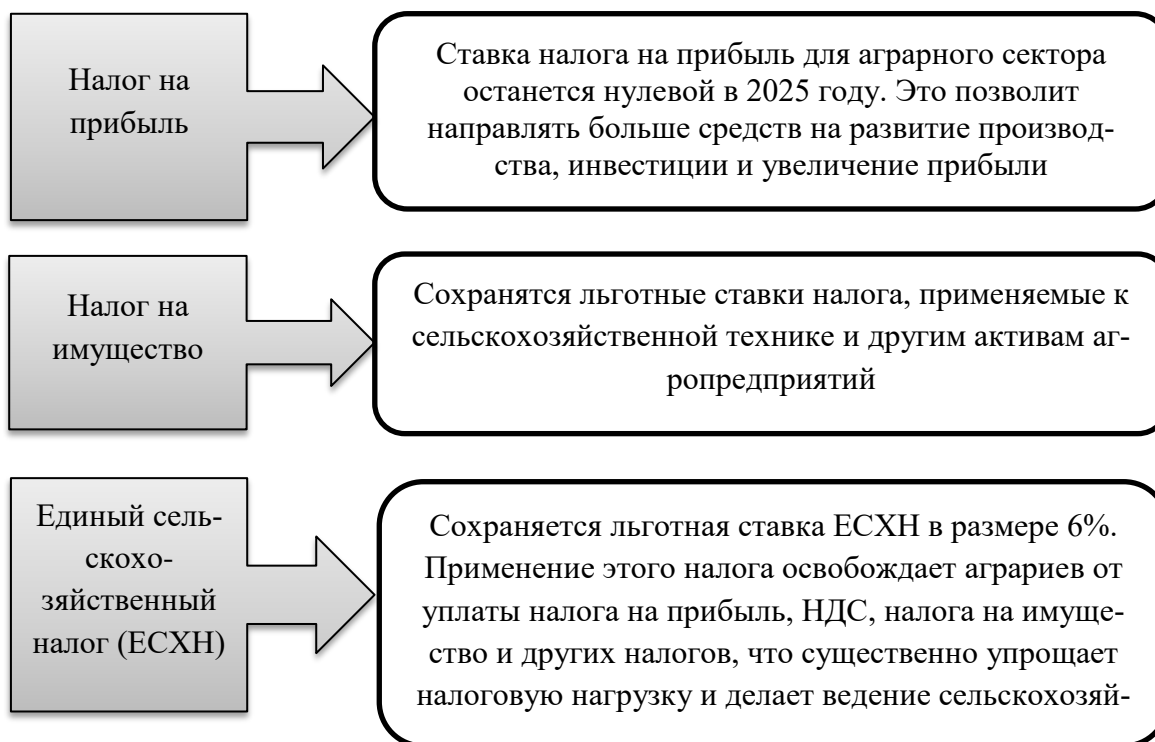 Налог на
прибыль
Ставка налога на прибыль для аграрного сектора
останется нулевой в 2025 году. Это позволит
направлять больше средств на развитие производ-
ства, инвестиции и увеличение прибыли
Налог на
имущество
Сохранятся льготные ставки налога, применяемые к
сельскохозяйственной технике и другим активам аг-
ропредприятий
Единый сель-
скохо-
зяйственный
налог (ЕСХН)
Сохраняется льготная ставка ЕСХН в размере 6%.
Применение этого налога освобождает аграриев от
уплаты налога на прибыль, НДС, налога на имуще-
ство и других налогов, что существенно упрощает
налоговую нагрузку и делает ведение сельскохозяй-